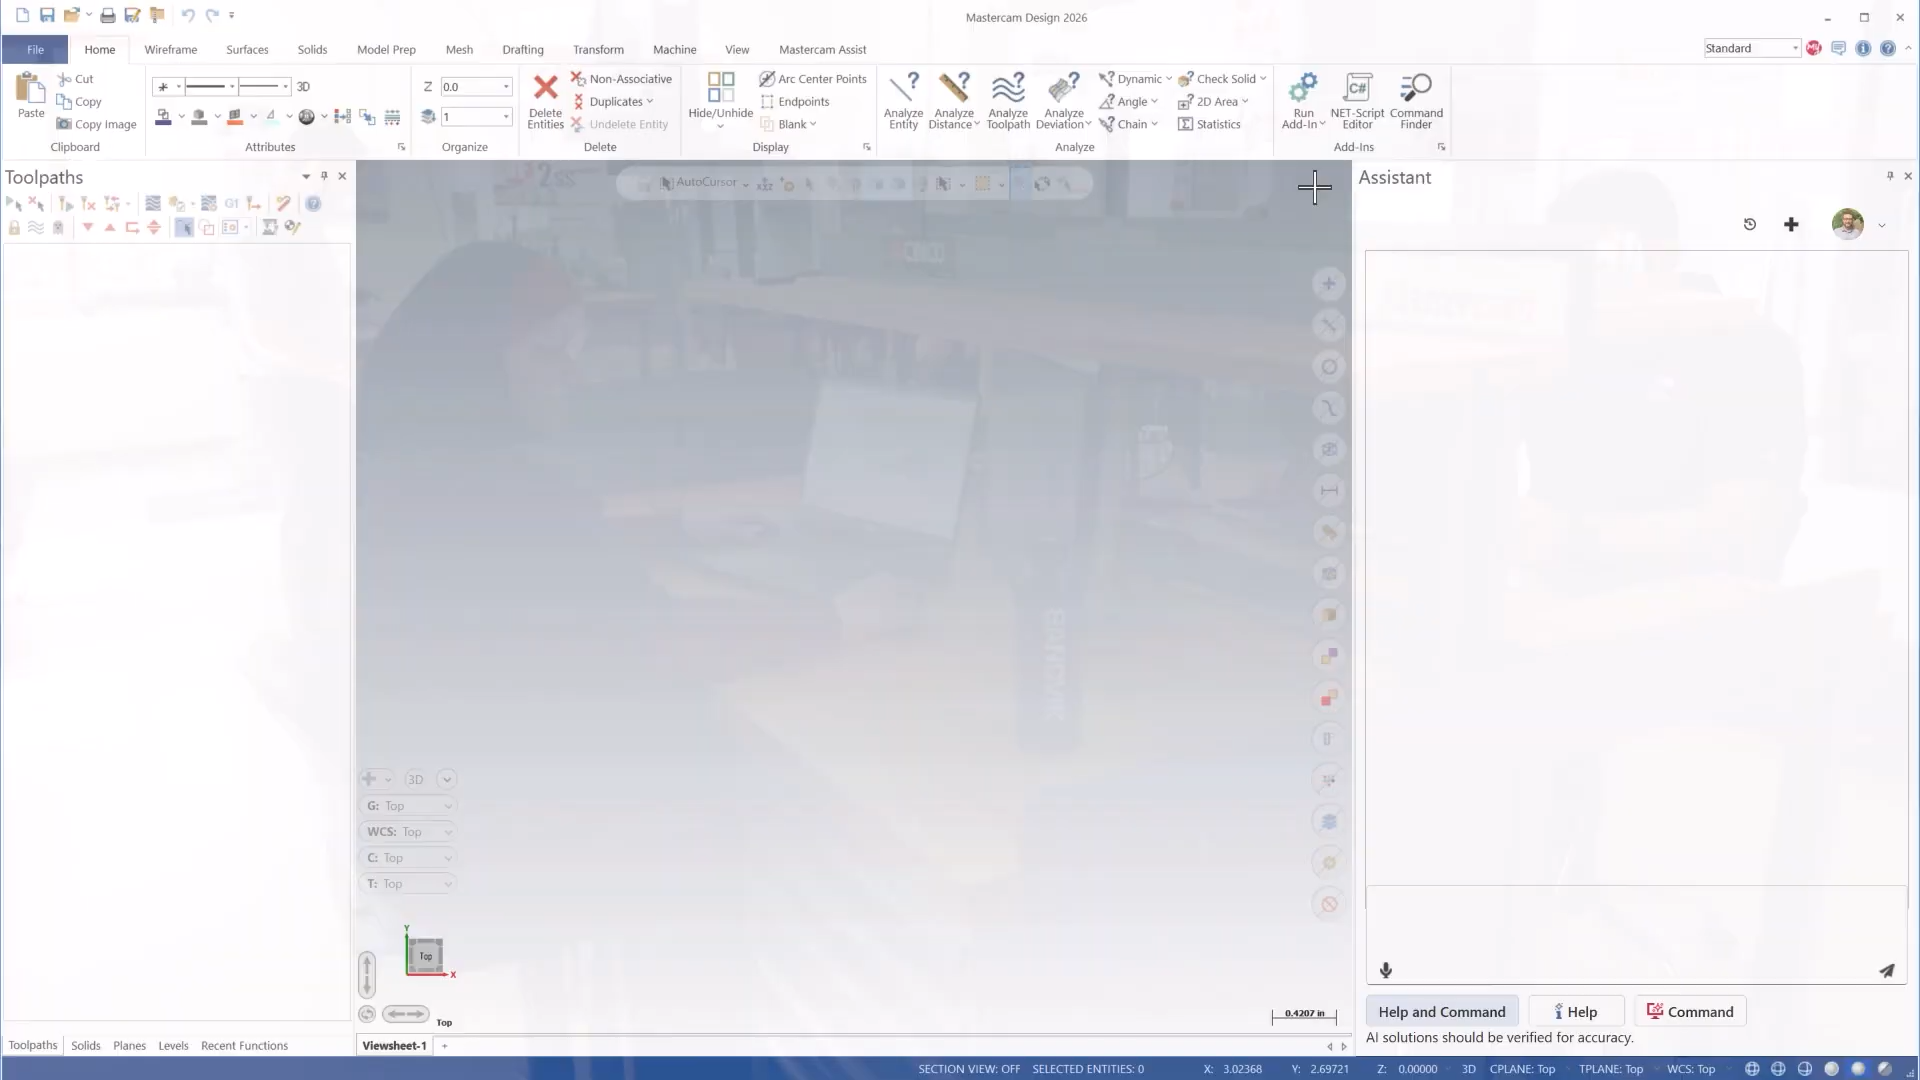 Mastercam Design 2026
File Home Wireframe Surfaces Solids Model Prep Mesh Drafting Transform Machine View Mastercam Assist
Standard
Paste
Cut
Copy
Copy Image
Clipboard
3D
Attributes
Z 0.0
1
Organize
Delete Entities
Non-Associative
Duplicates
Undelete Entity
Delete
Hide/Unhide
Arc Center Points
Endpoints
Blank
Display
Analyze Entity
Analyze Distance
Analyze Toolpath
Analyze Deviation
Dynamic
Angle
Chain
Check Solid
2D Area
Statistics
Analyze
Run Add-In
NET-Script Editor
Command Finder
Add-Ins
Toolpaths
G1
AutoCursor
Assistant
3D
G: Top
WCS: Top
C: Top
T: Top
Y
Top
X
Top
0.4207 in
Help and Command
Help
Command
AI solutions should be verified for accuracy.
Toolpaths Solids Planes Levels Recent Functions
Viewsheet-1 +
SECTION VIEW: OFF SELECTED ENTITIES: 0 X: 3.02368 Y: 2.69721 Z: 0.00000 3D CPLANE: Top TPLANE: Top WCS: Top